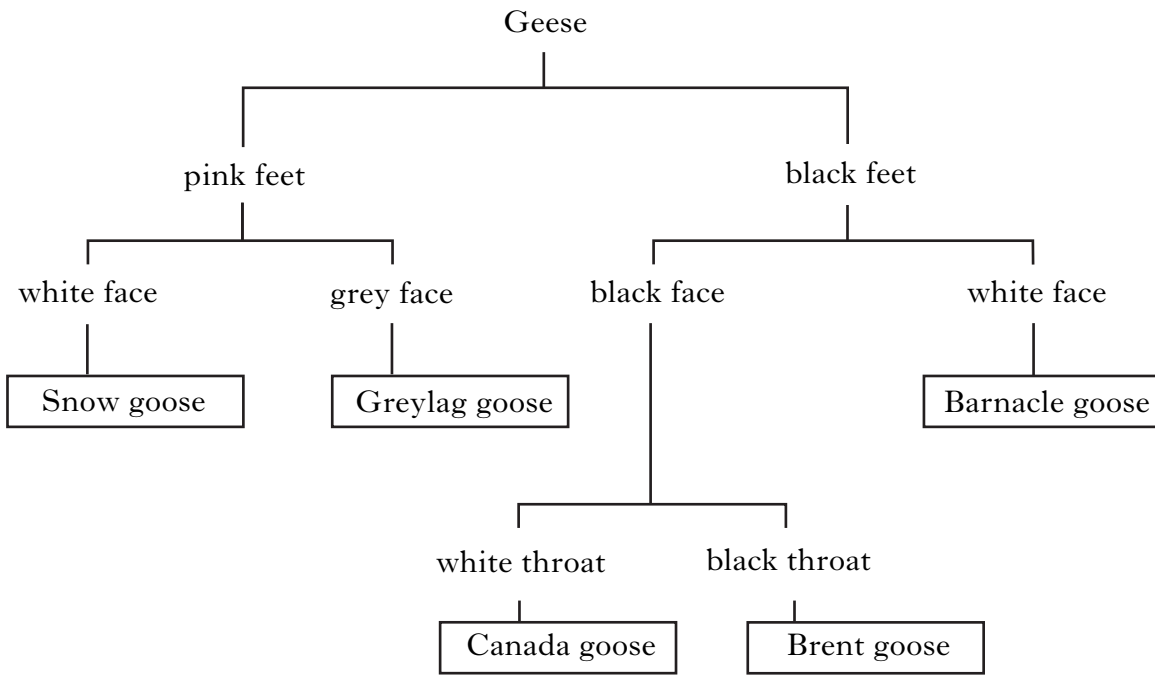 Geese
pink feet
black feet
white face
grey face
black face
white face
Snow goose
Greylag goose
Barnacle goose
white throat
black throat
Canada goose
Brent goose